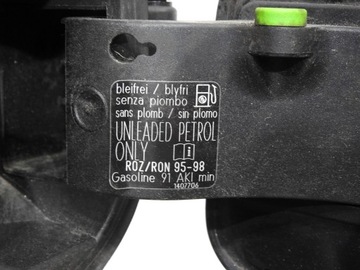 bleifrei / blyfri
senza piombo
sans plomb / sin plomo
UNLEADED PETROL
ONLY
ROZ/RON 95-98
Gasoline 91 AKI min
1407706